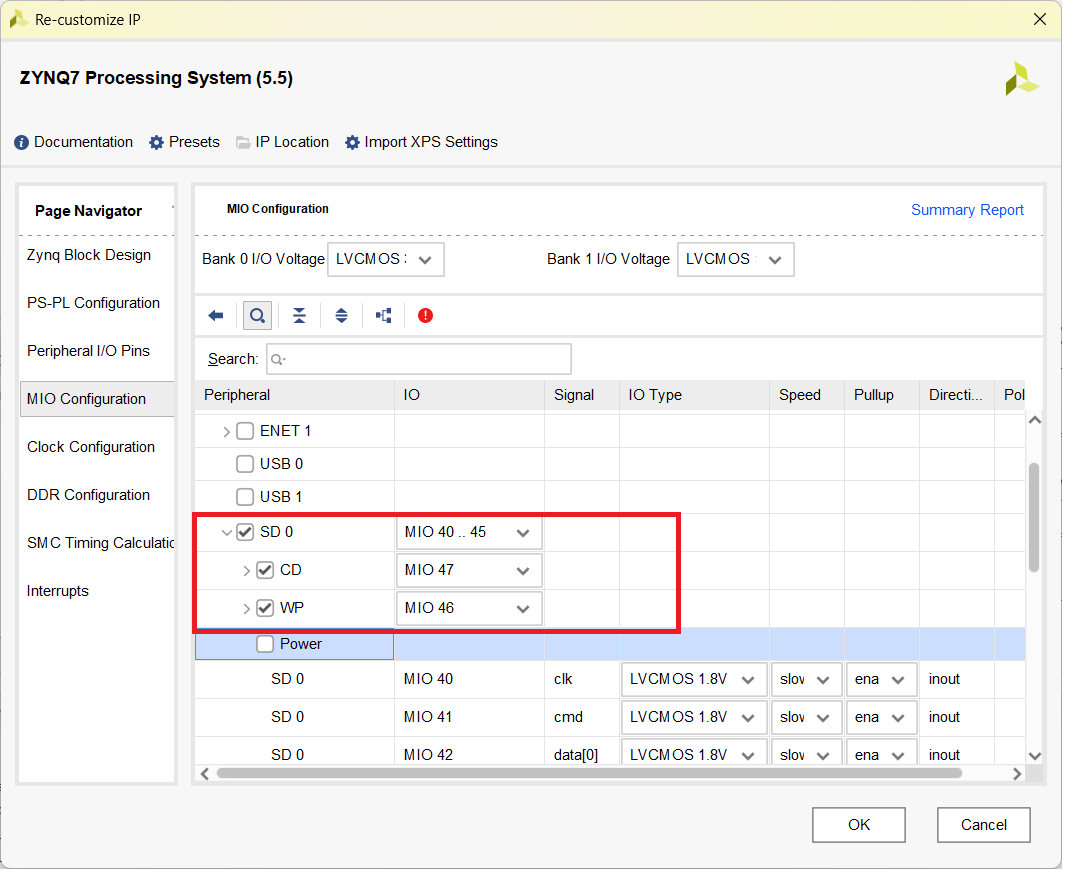 Re-customize IP
ZYNQ7 Processing System (5.5)
Documentation Presets IP Location Import XPS Settings
Page Navigator
Zynq Block Design
PS-PL Configuration
Peripheral I/O Pins
MIO Configuration
Clock Configuration
DDR Configuration
SMC Timing Calculatic
Interrupts
MIO Configuration Summary Report
Bank 0 I/O Voltage LVCMOS Bank 1 I/O Voltage LVCMOS
Search:
Peripheral IO Signal IO Type Speed Pullup Directi... Pol
ENET 1
USB 0
USB 1
SD 0 MIO 40 .. 45
CD MIO 47
WP MIO 46
Power
SD 0 MIO 40 clk LVCMOS 1.8V slov ena inout
SD 0 MIO 41 cmd LVCMOS 1.8V slov ena inout
SD 0 MIO 42 data[0] LVCMOS 1.8V slov ena inout
OK Cancel